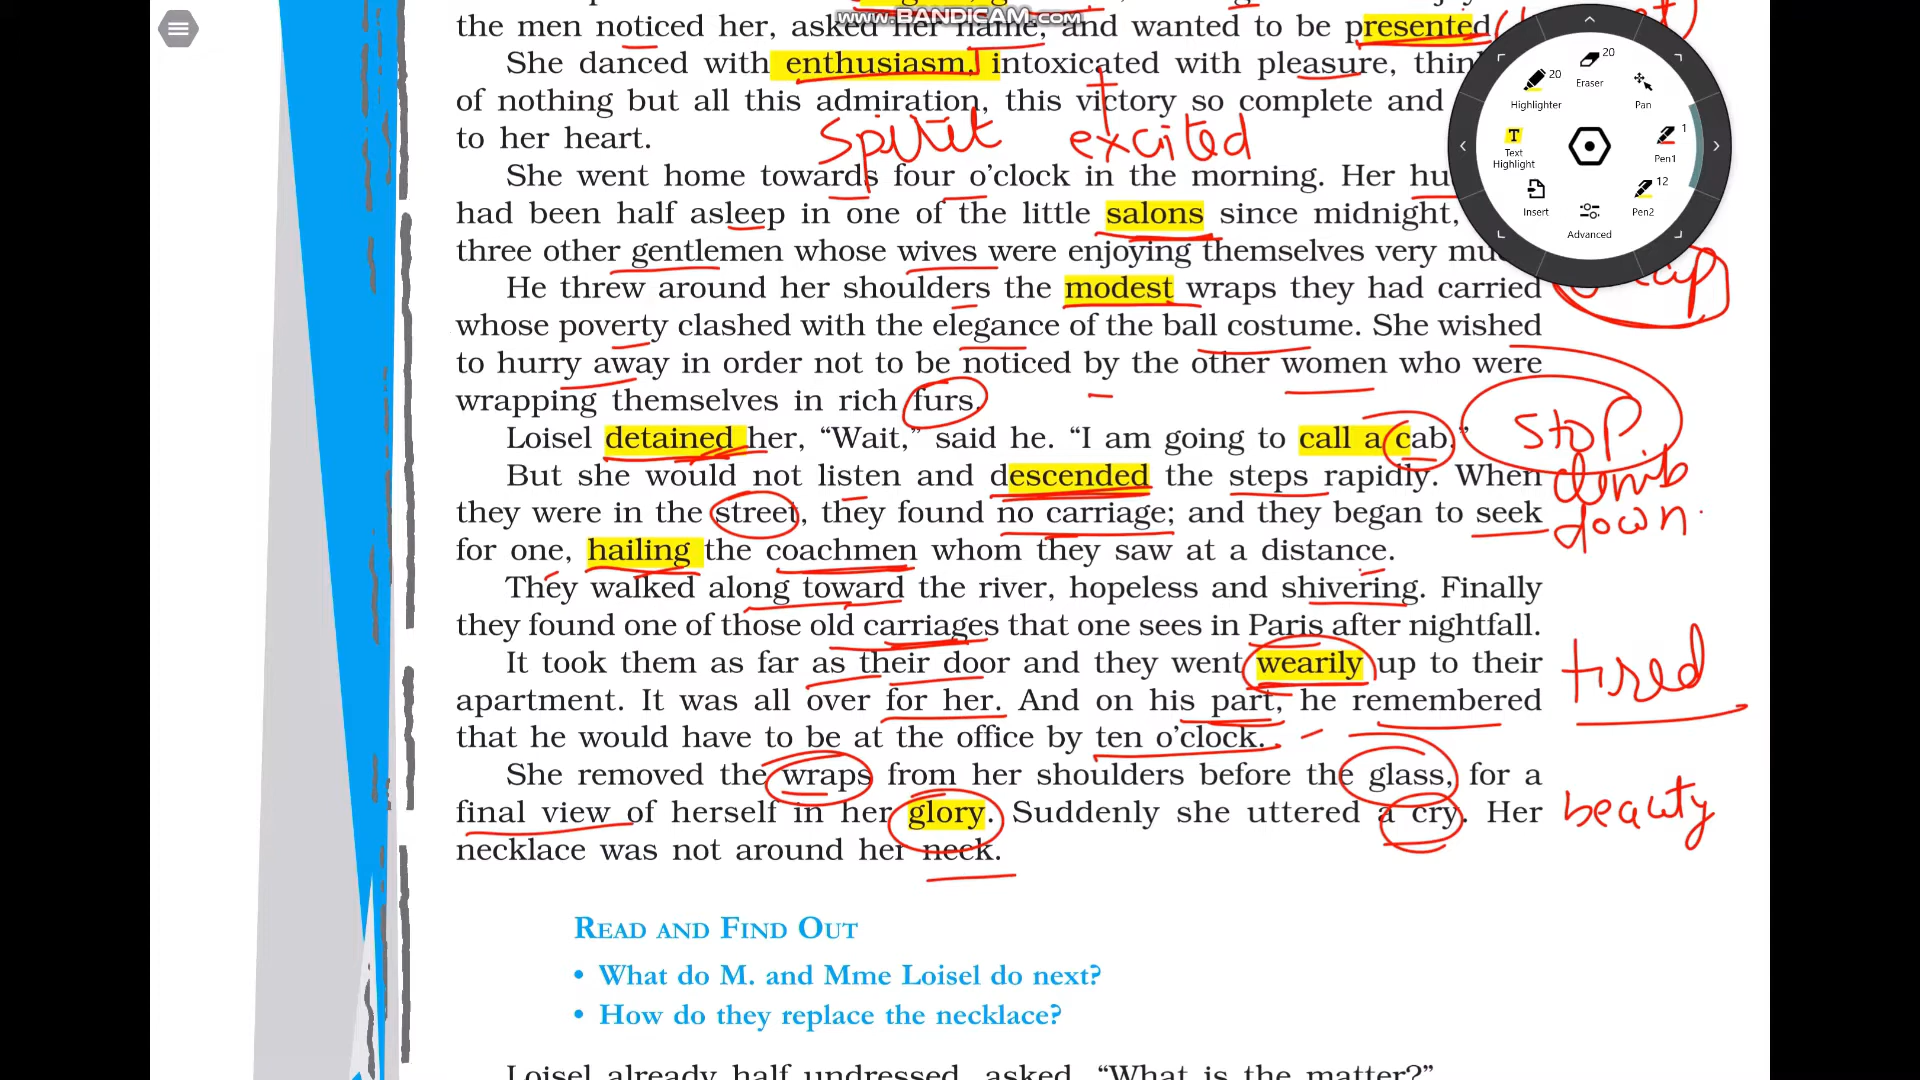 www.BANDICAM.com
the men noticed her, asked her name, and wanted to be presented
She danced with enthusiasm, intoxicated with pleasure,
of nothing but all this admiration, this victory so complete and
to her heart.
spirit excited
She went home towards four o'clock in the morning. Her
had been half asleep in one of the little salons since midnight,
three other gentlemen whose wives were enjoying themselves very
He threw around her shoulders the modest wraps they had carried
whose poverty clashed with the elegance of the ball costume. She wished
to hurry away in order not to be noticed by the other women who were
wrapping themselves in rich furs.
Loisel detained her, “Wait,” said he. “I am going to call a cab.”
stop
But she would not listen and descended the steps rapidly. When
they were in the street, they found no carriage; and they began to seek
down.
for one, hailing the coachmen whom they saw at a distance.
They walked along toward the river, hopeless and shivering. Finally
they found one of those old carriages that one sees in Paris after nightfall.
It took them as far as their door and they went wearily up to their
tired
apartment. It was all over for her. And on his part, he remembered
that he would have to be at the office by ten o'clock.
She removed the wraps from her shoulders before the glass, for a
final view of herself in her glory. Suddenly she uttered a cry. Her
beauty
necklace was not around her neck.
READ AND FIND OUT
• What do M. and Mme Loisel do next?
• How do they replace the necklace?
Loisel already half undressed, asked, “What is the matter?”
20
Eraser
20
Highlighter
Pan
T
Text
Highlight
1
Pen1
Insert
12
Pen2
Advanced